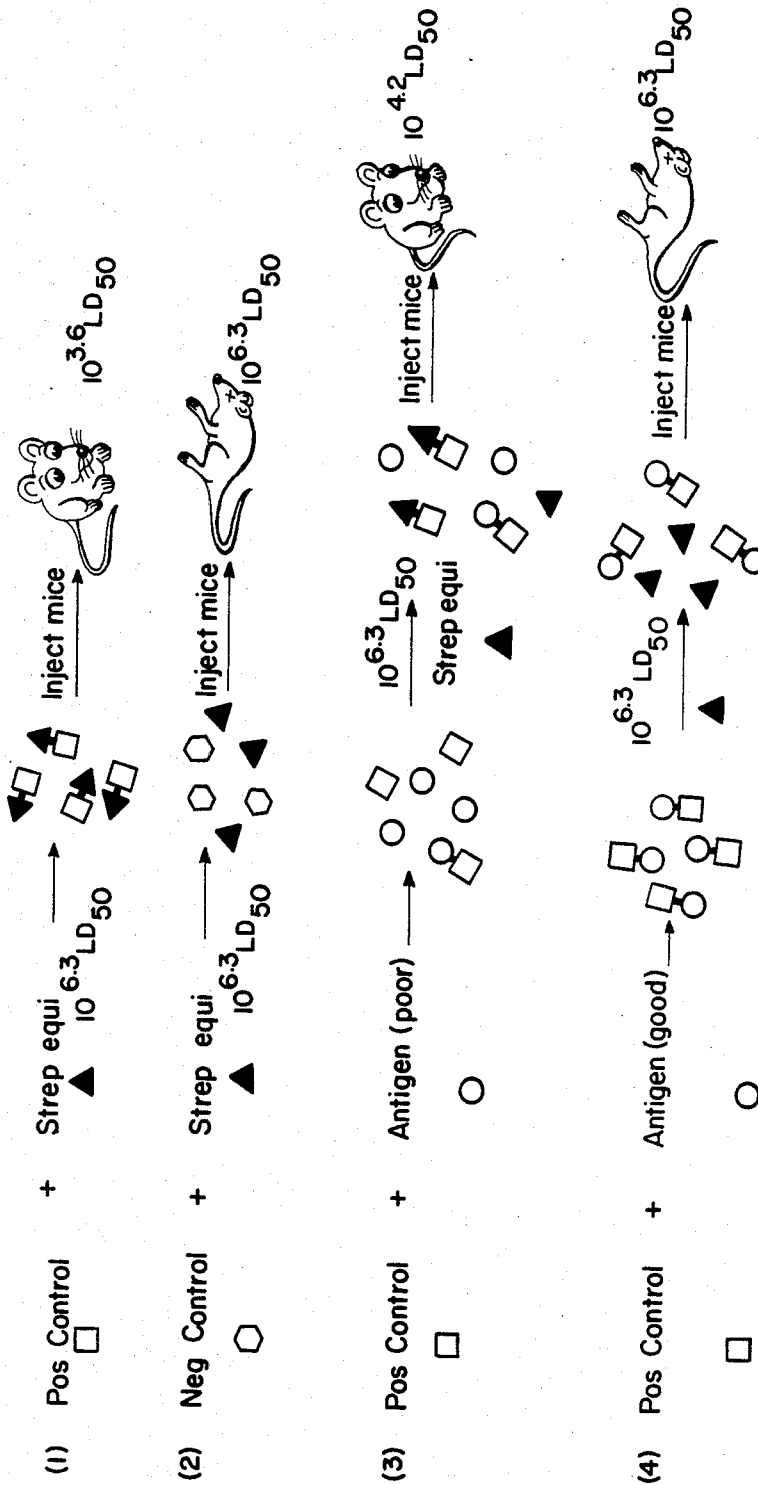 (1) Pos Control + Strep equi 10^6.3 LD50 Inject mice 10^3.6 LD50
(2) Neg Control + Strep equi 10^6.3 LD50 Inject mice 10^6.3 LD50
(3) Pos Control + Antigen (poor) 10^6.3 LD50 Strep equi Inject mice 10^4.2 LD50
(4) Pos Control + Antigen (good) 10^6.3 LD50 Inject mice 10^6.3 LD50